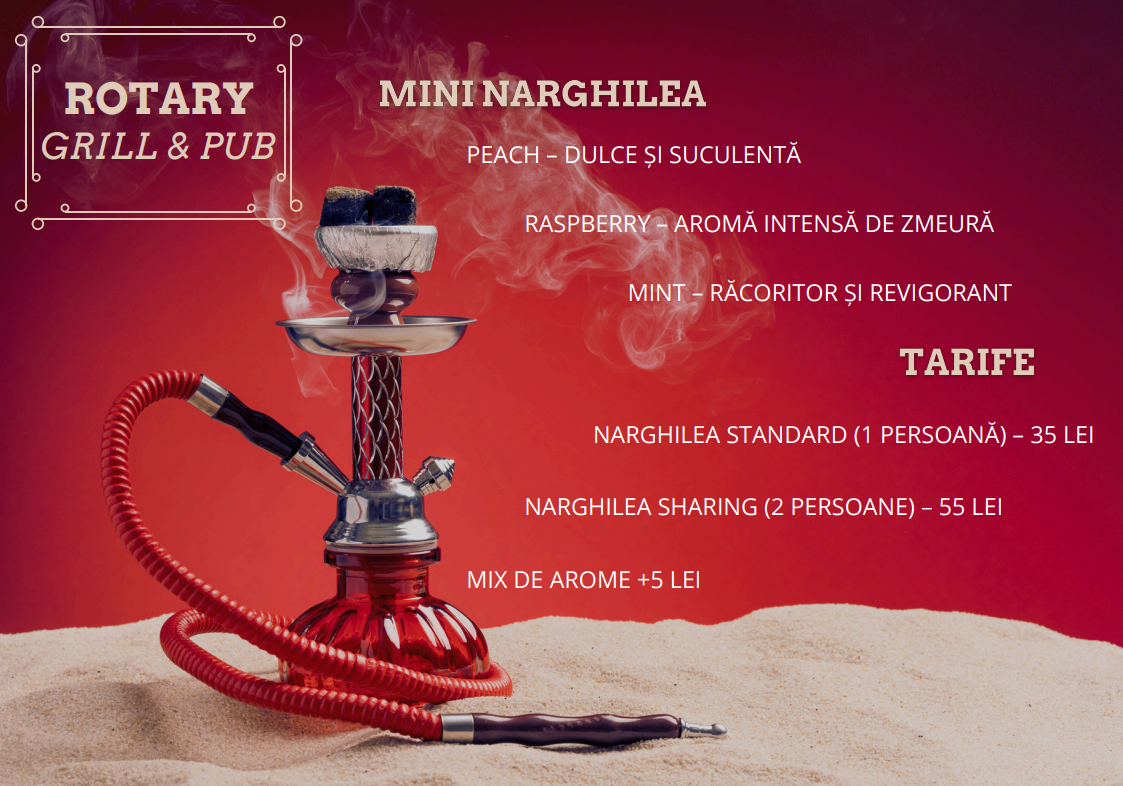 ROTARY
GRILL & PUB
MINI NARGHILEA
PEACH – DULCE ȘI SUCULENTĂ
RASPBERRY – AROMĂ INTENSĂ DE ZMEURĂ
MINT – RĂCORITOR ȘI REVIGORANT
TARIFE
NARGHILEA STANDARD (1 PERSOANĂ) – 35 LEI
NARGHILEA SHARING (2 PERSOANE) – 55 LEI
MIX DE AROME +5 LEI